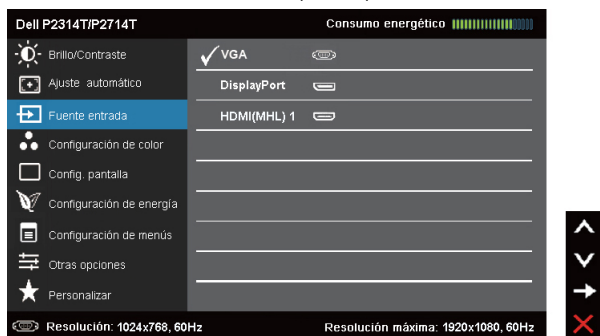 Dell P2314T/P2714T Consumo energético
Brillo/Contraste VGA
Ajuste automático DisplayPort
Fuente entrada HDMI(MHL) 1
Configuración de color
Config. pantalla
Configuración de energía
Configuración de menús
Otras opciones
Personalizar
Resolución: 1024x768, 60Hz Resolución máxima: 1920x1080, 60Hz